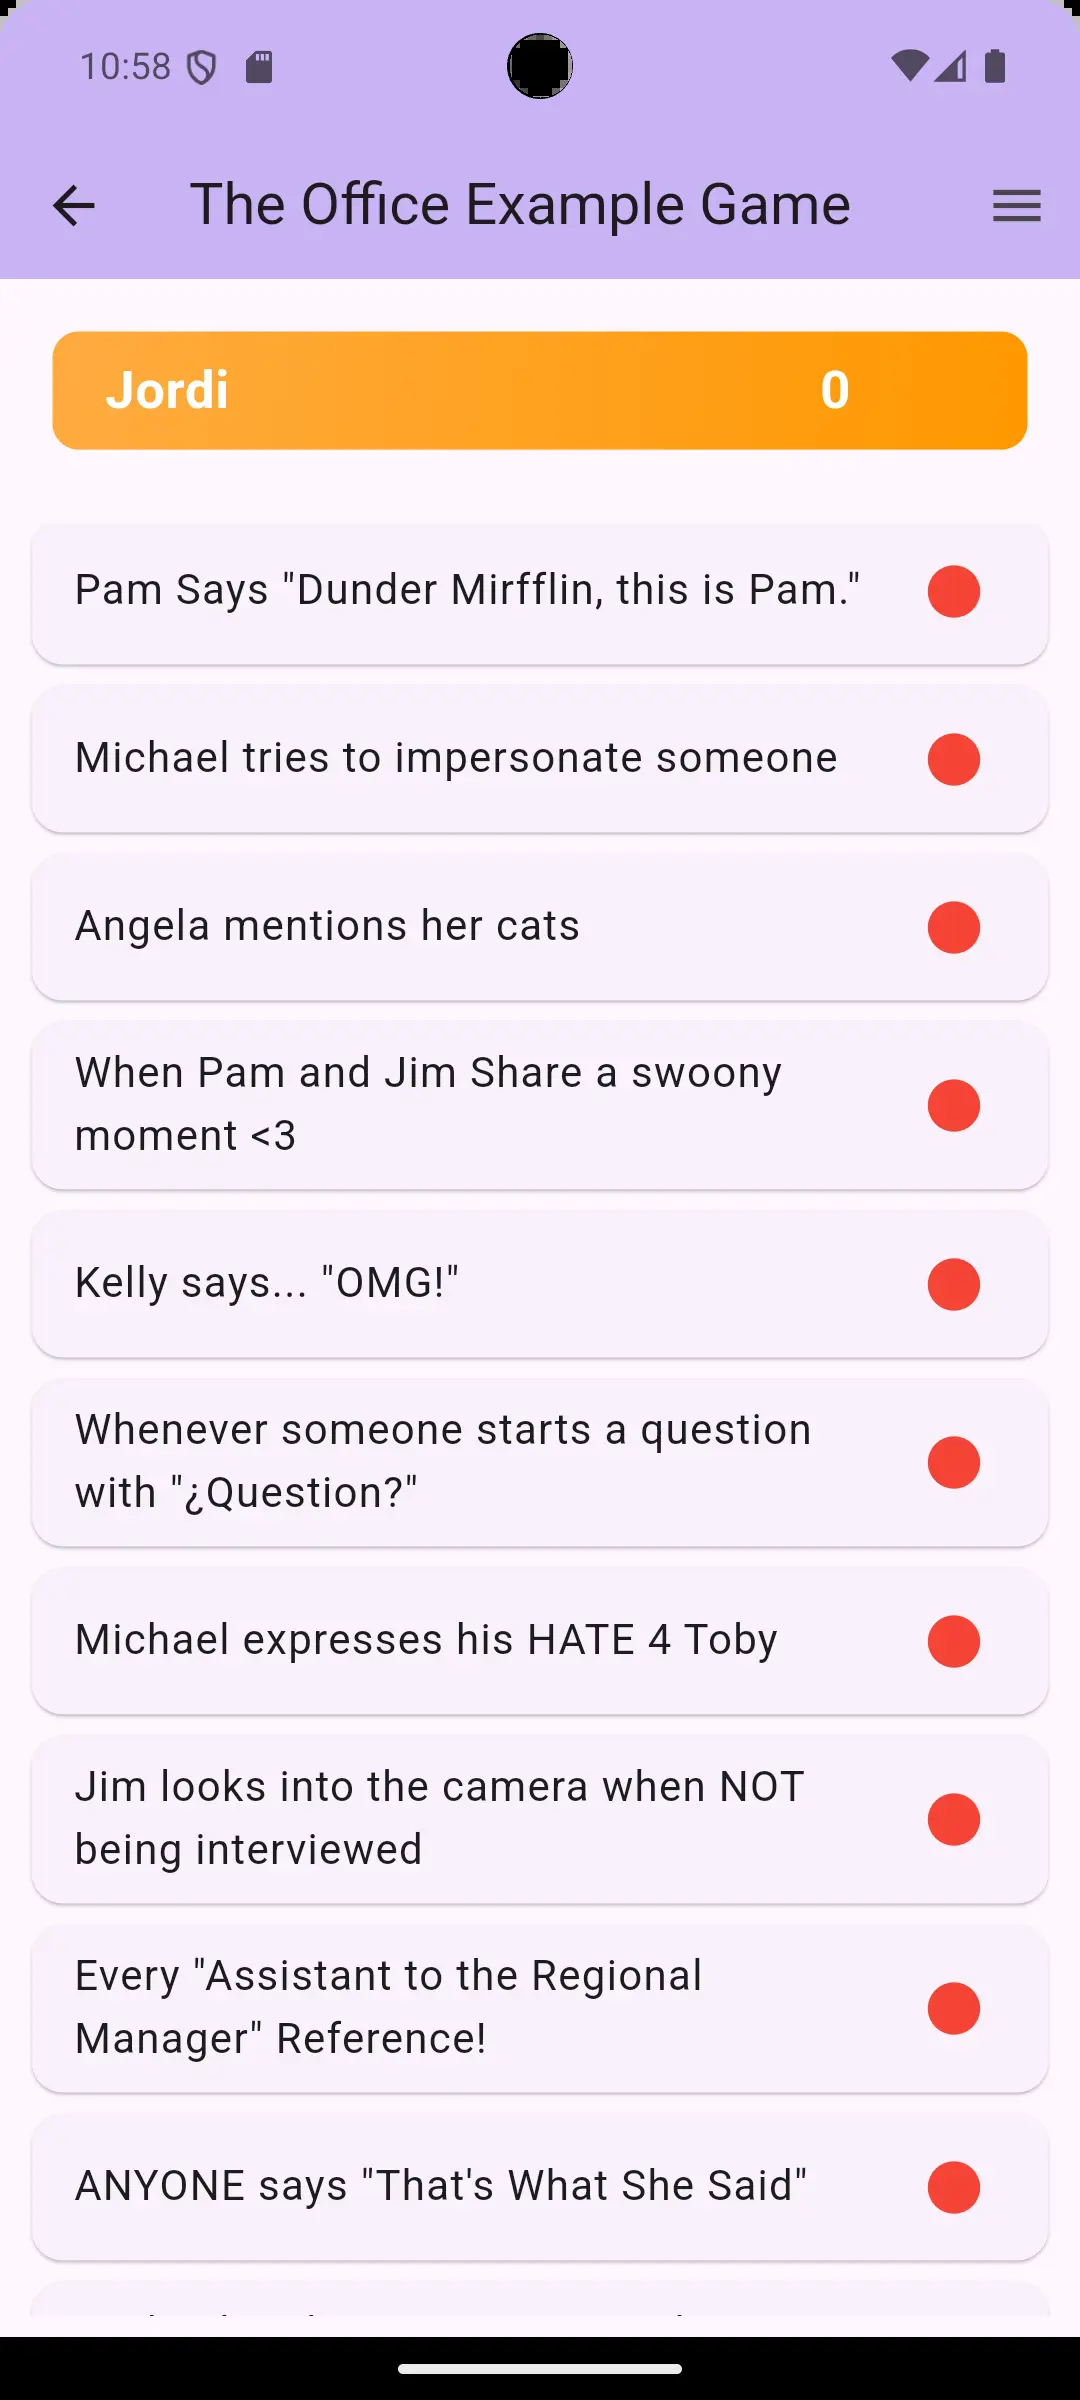 10:58
The Office Example Game
Jordi 0
Pam Says "Dunder Mirfflin, this is Pam."
Michael tries to impersonate someone
Angela mentions her cats
When Pam and Jim Share a swoony
moment <3
Kelly says... "OMG!"
Whenever someone starts a question
with "¿Question?"
Michael expresses his HATE 4 Toby
Jim looks into the camera when NOT
being interviewed
Every "Assistant to the Regional
Manager" Reference!
ANYONE says "That's What She Said"